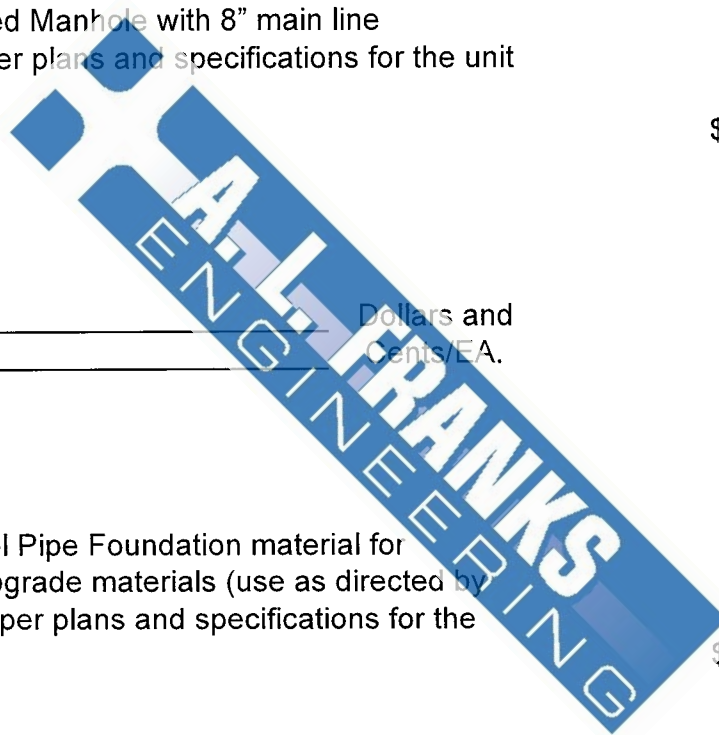 ed Manhole with 8” main line
er plans and specifications for the unit
$
Dollars and
Cents/EA.
l Pipe Foundation material for
ograde materials (use as directed by
per plans and specifications for the
$
A. L. FRANKS
ENGINEERING